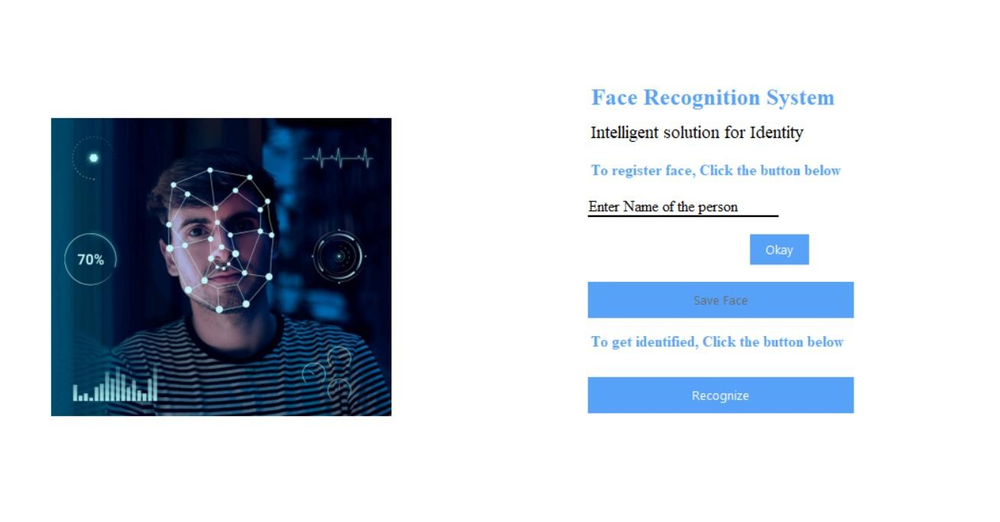 Face Recognition System
Intelligent solution for Identity
To register face, Click the button below
Enter Name of the person
Okay
Save Face
To get identified, Click the button below
Recognize
70%